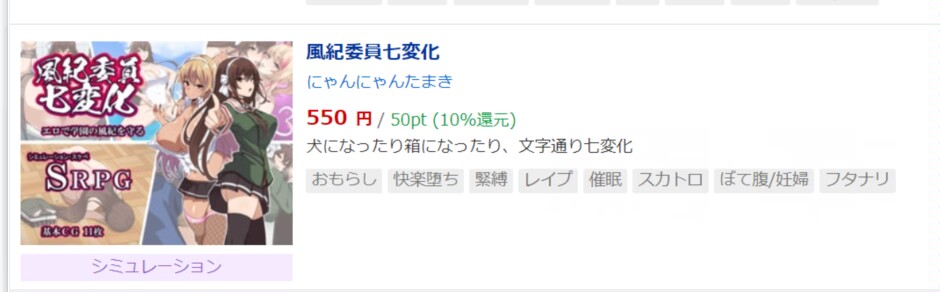 風紀委員七変化
にゃんにゃんたまき
550 円 / 50pt (10%還元)
犬になったり箱になったり、文字通り七変化
おもらし 快楽堕ち 緊縛 レイプ 催眠 スカトロ ぼて腹/妊婦 フタナリ
風紀委員
七変化
エロで学園の風紀を守る
シミュレーション・スケベ
SRPG
基本CG 11枚
シミュレーション